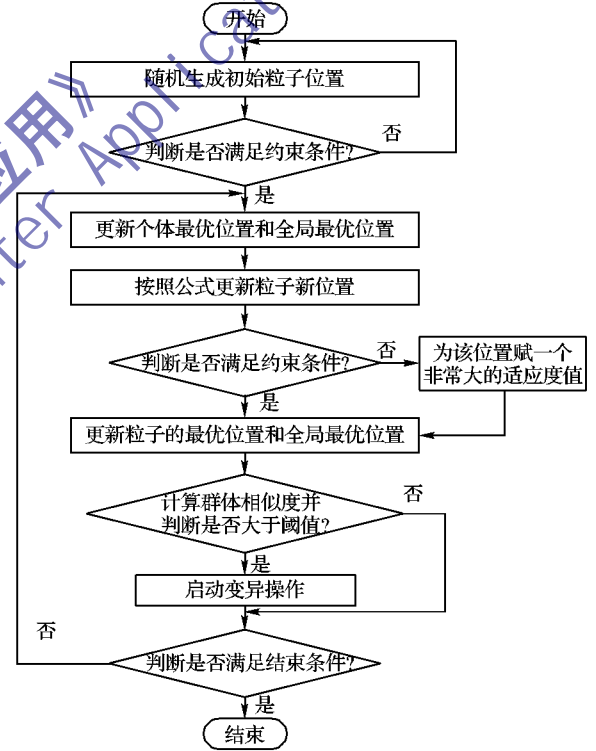 开始
随机生成初始粒子位置
判断是否满足约束条件?
否
是
更新个体最优位置和全局最优位置
按照公式更新粒子新位置
判断是否满足约束条件?
否
为该位置赋一个
非常大的适应度值
是
更新粒子的最优位置和全局最优位置
计算群体相似度并
判断是否大于阈值?
否
是
启动变异操作
否
判断是否满足结束条件?
是
结束
应用》